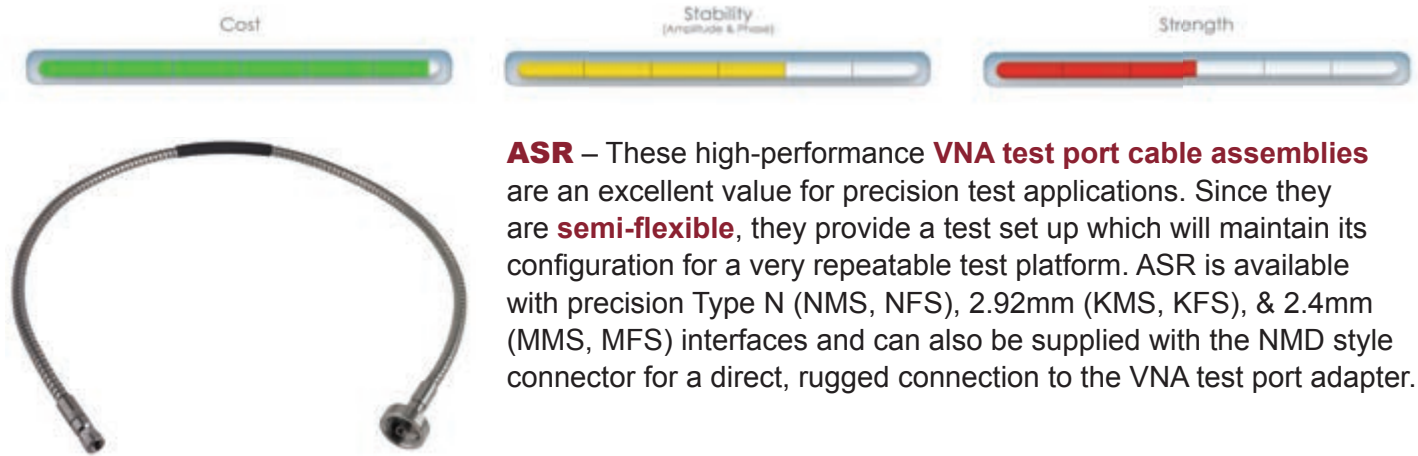 Cost
Stability
(Amplitude & Phase)
Strength
ASR – These high-performance VNA test port cable assemblies
are an excellent value for precision test applications. Since they
are semi-flexible, they provide a test set up which will maintain its
configuration for a very repeatable test platform. ASR is available
with precision Type N (NMS, NFS), 2.92mm (KMS, KFS), & 2.4mm
(MMS, MFS) interfaces and can also be supplied with the NMD style
connector for a direct, rugged connection to the VNA test port adapter.